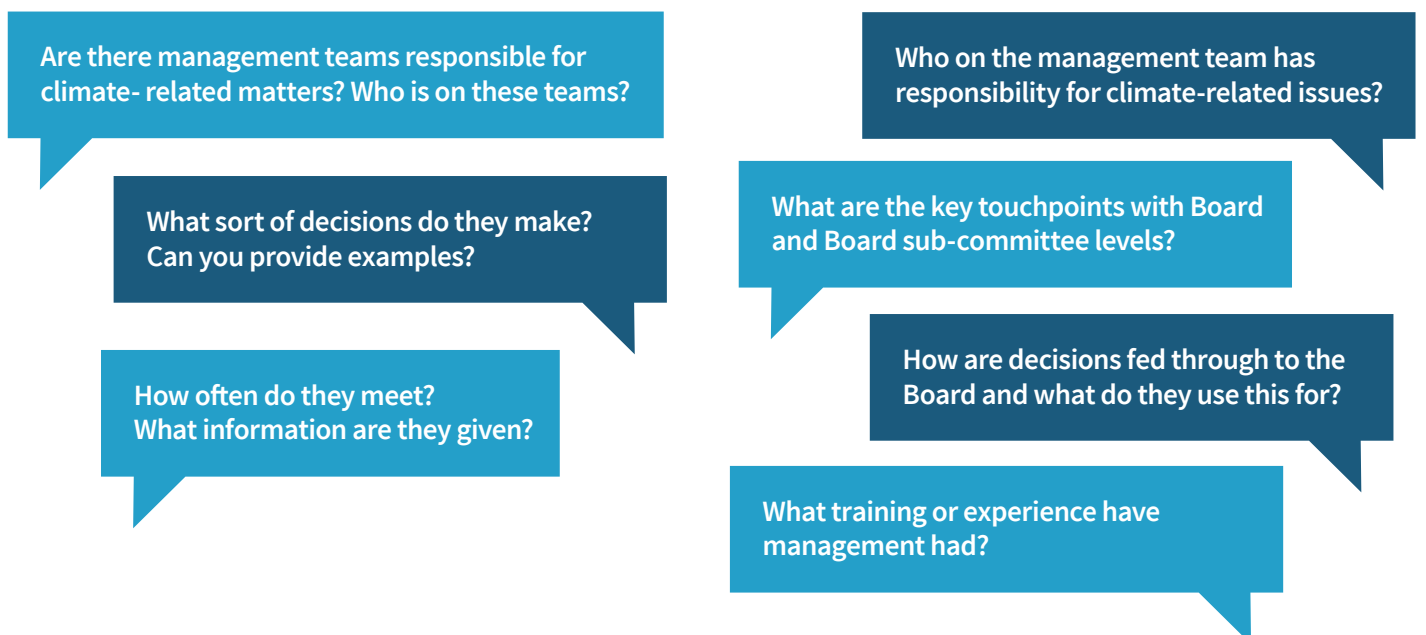 Are there management teams responsible for
climate- related matters? Who is on these teams?
What sort of decisions do they make?
Can you provide examples?
How often do they meet?
What information are they given?
Who on the management team has
responsibility for climate-related issues?
What are the key touchpoints with Board
and Board sub-committee levels?
How are decisions fed through to the
Board and what do they use this for?
What training or experience have
management had?